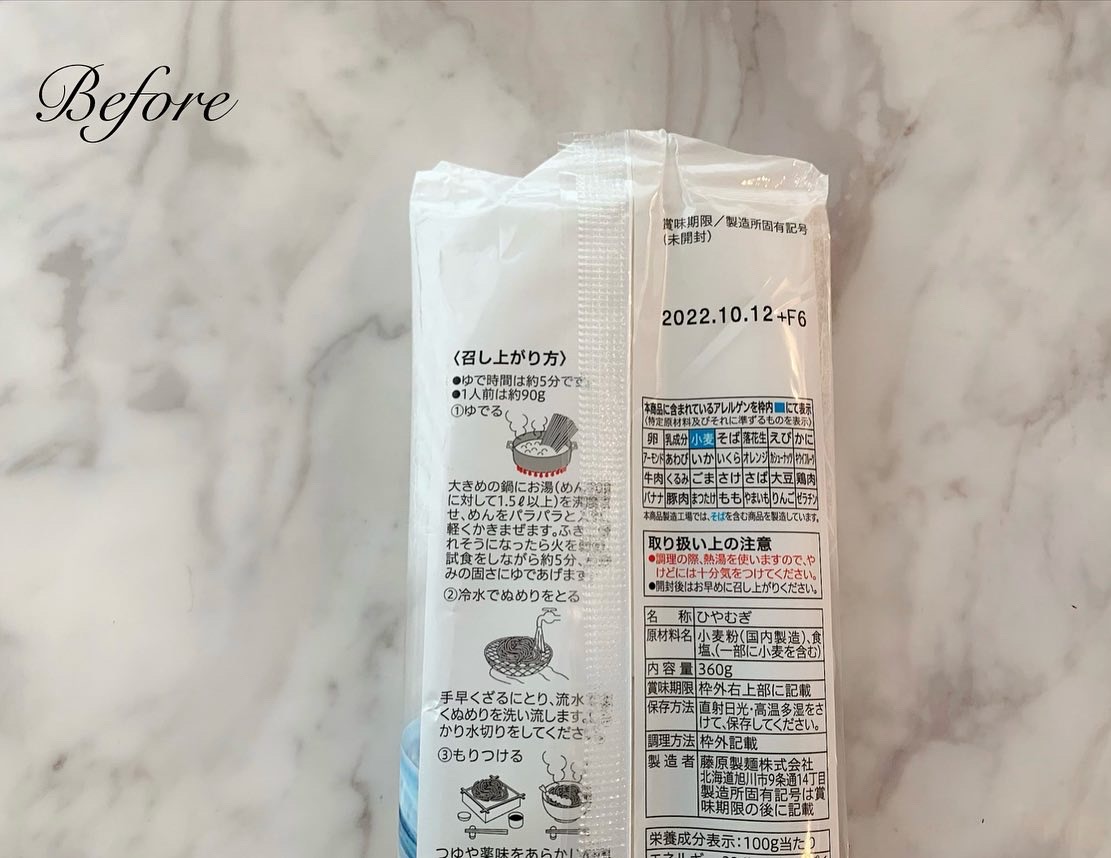 Before
賞味期限／製造所固有記号
（未開封）
2022.10.12+F6
〈召し上がり方〉
●ゆで時間は約5分です
●1人前は約90g
①ゆでる
大きめの鍋にお湯(めん
に対して1.5ℓ以上)を沸
せ、めんをパラパラと
軽くかきまぜます。ふき
れそうになったら火を
試食をしながら約5分、
みの固さにゆであげます
②冷水でぬめりをとる
手早くざるにとり、流水
くぬめりを洗い流します。
かり水切りをしてくださ
③もりつける
つゆや薬味をあらかじ
本商品に含まれているアレルゲンを枠内■にて表示
(特定原材料及びそれに準ずるものを表示)
卵 乳成分 小麦 そば 落花生 えび かに
アーモンド あわび いか いくら オレンジ カシューナッツ キウイフルーツ
牛肉 くるみ ごま さけ さば 大豆 鶏肉
バナナ 豚肉 まつたけ もも やまいも りんご ゼラチン
本商品製造工場では、そばを含む商品を製造しています。
取り扱い上の注意
●調理の際、熱湯を使いますので、や
けどには十分気をつけてください。
●開封後はお早めに召し上がりください。
名称 ひやむぎ
原材料名 小麦粉(国内製造)、食
塩、(一部に小麦を含む)
内容量 360g
賞味期限 枠外右上部に記載
保存方法 直射日光・高温多湿をさ
けて、保存してください。
調理方法 枠外記載
製造者 藤原製麺株式会社
北海道旭川市9条通14丁目
製造所固有記号は賞
味期限の後に記載
栄養成分表示：100g当たり